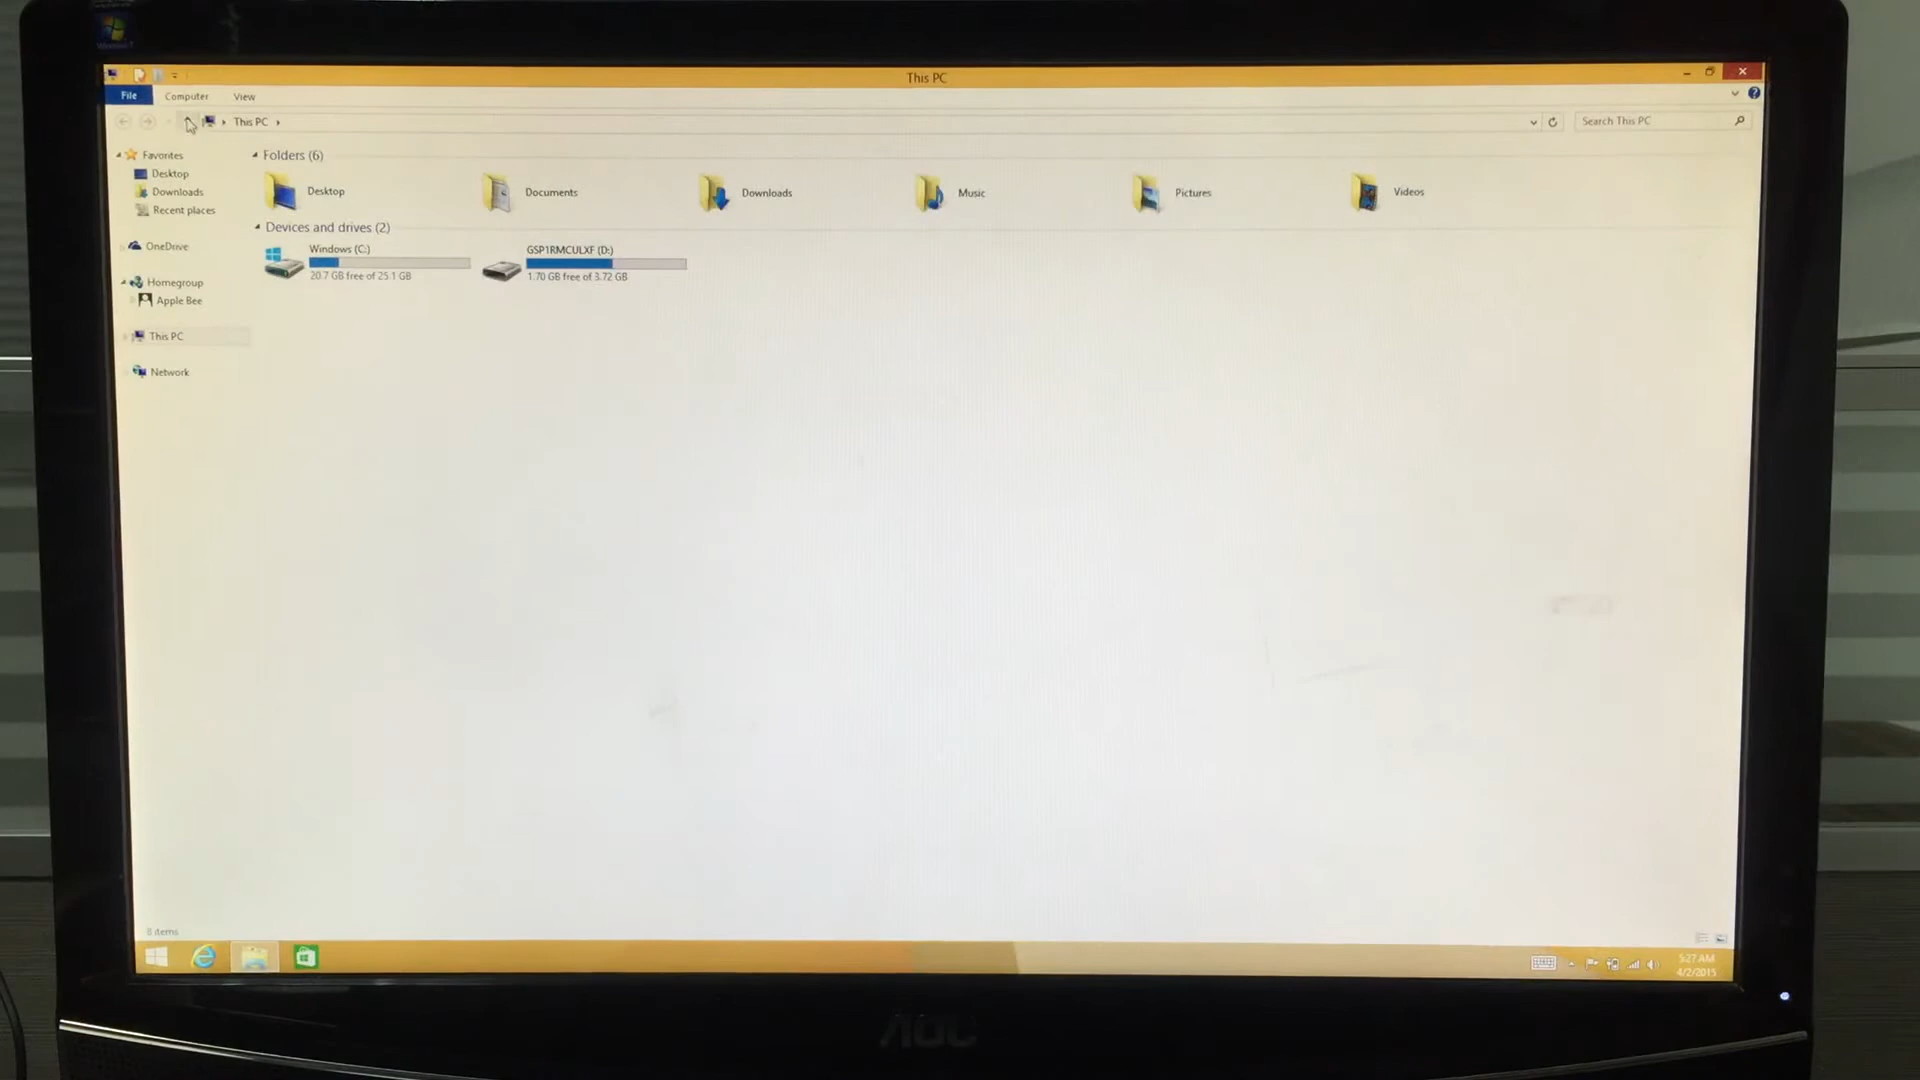 Windows 7
This PC
File Computer View
This PC
Search This PC
Favorites
Desktop
Downloads
Recent places
OneDrive
Homegroup
Apple Bee
This PC
Network
Folders (6)
Desktop
Documents
Downloads
Music
Pictures
Videos
Devices and drives (2)
Windows (C:)
20.7 GB free of 25.1 GB
GSP1RMCULXF (D:)
1.70 GB free of 3.72 GB
8 items
5:27 AM
4/2/2015
AOC